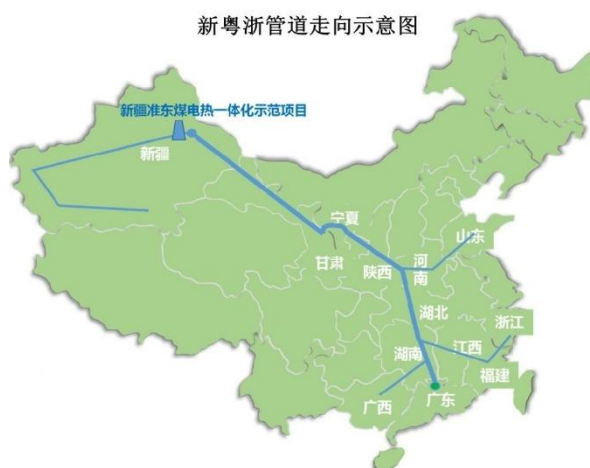 新粤浙管道走向示意图
新疆准东煤电热一体化示范项目
新疆
宁夏
甘肃
陕西
河南
山东
湖北
浙江
湖南
江西
福建
广西
广东